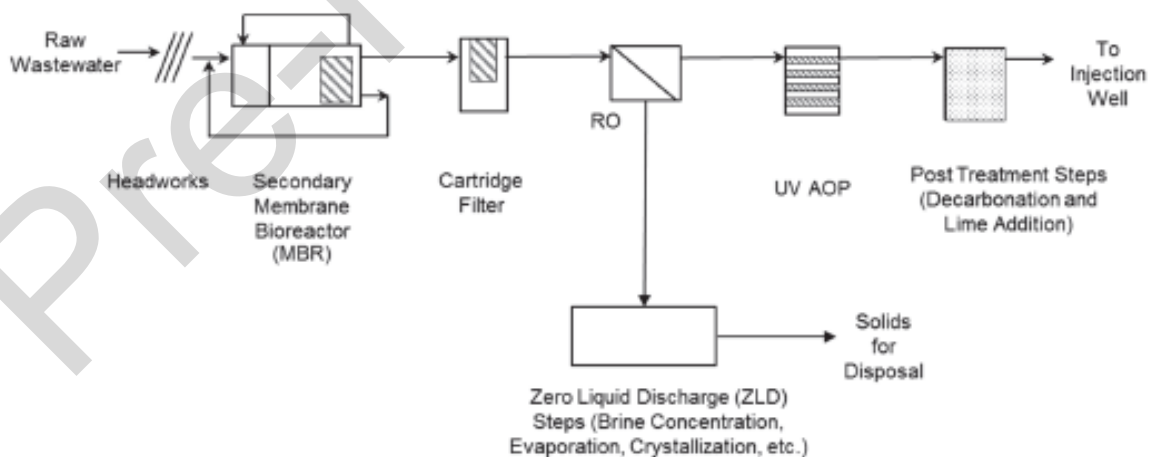 Raw
Wastewater
Headworks
Secondary
Membrane
Bioreactor
(MBR)
Cartridge
Filter
RO
UV AOP
Post Treatment Steps
(Decarbonation and
Lime Addition)
To
Injection
Well
Zero Liquid Discharge (ZLD)
Steps (Brine Concentration,
Evaporation, Crystallization, etc.)
Solids
for
Disposal
Pre-